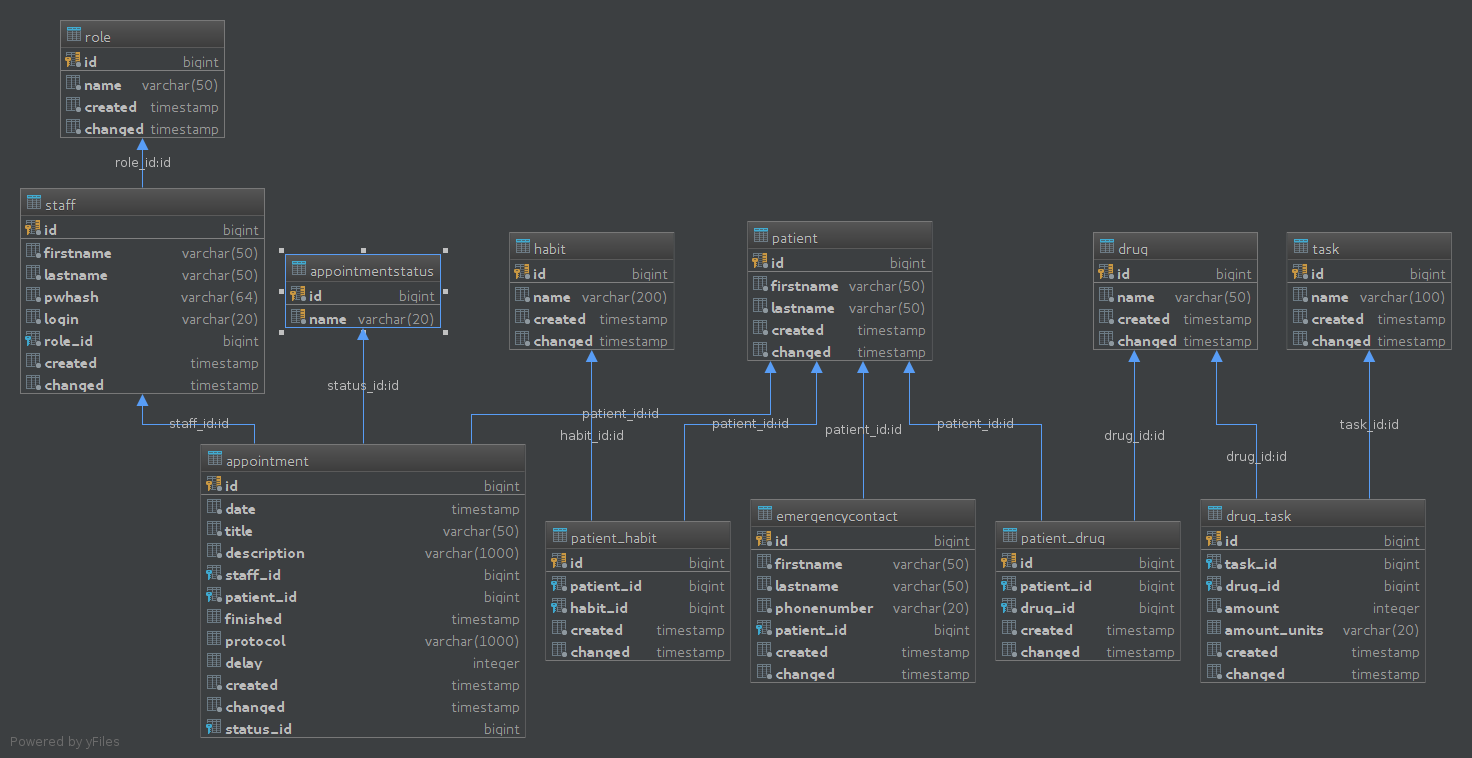 role
id bigint
name varchar(50)
created timestamp
changed timestamp
role_id:id
staff
id bigint
firstname varchar(50)
lastname varchar(50)
pwhash varchar(64)
login varchar(20)
role_id bigint
created timestamp
changed timestamp
appointmentstatus
id bigint
name varchar(20)
habit
id bigint
name varchar(200)
created timestamp
changed timestamp
patient
id bigint
firstname varchar(50)
lastname varchar(50)
created timestamp
changed timestamp
drug
id bigint
name varchar(50)
created timestamp
changed timestamp
task
id bigint
name varchar(100)
created timestamp
changed timestamp
status_id:id
staff_id:id
patient_id:id
habit_id:id
patient_id:id
patient_id:id
patient_id:id
drug_id:id
drug_id:id
task_id:id
appointment
id bigint
date timestamp
title varchar(50)
description varchar(1000)
staff_id bigint
patient_id bigint
finished timestamp
protocol varchar(1000)
delay integer
created timestamp
changed timestamp
status_id bigint
patient_habit
id bigint
patient_id bigint
habit_id bigint
created timestamp
changed timestamp
emergencycontact
id bigint
firstname varchar(50)
lastname varchar(50)
phonenumber varchar(20)
patient_id bigint
created timestamp
changed timestamp
patient_drug
id bigint
patient_id bigint
drug_id bigint
created timestamp
changed timestamp
drug_task
id bigint
task_id bigint
drug_id bigint
amount integer
amount_units varchar(20)
created timestamp
changed timestamp
Powered by yFiles